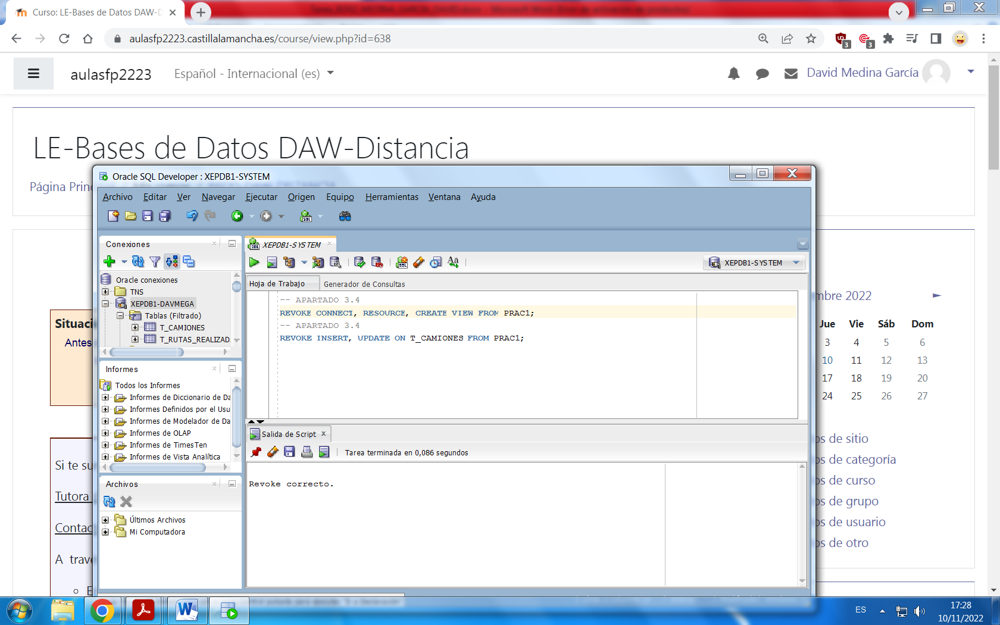 Curso: LE-Bases de Datos DAW-D
aulasfp2223.castillalamancha.es/course/view.php?id=638
3
3
aulasfp2223
Español - Internacional (es)
David Medina García
LE-Bases de Datos DAW-Distancia
Página Prin
Oracle SQL Developer : XEPDB1-SYSTEM
Archivo Editar Ver Navegar Ejecutar Origen Equipo Herramientas Ventana Ayuda
Conexiones
Oracle conexiones
TNS
XEPDB1-DAVMEGA
Tablas (Filtrado)
T_CAMIONES
T_RUTAS_REALIZAD
Informes
Todos los Informes
Informes de Diccionario de Da
Informes Definidos por el Usu
Informes de Modelador de Da
Informes de OLAP
Informes de TimesTen
Informes de Vista Analítica
Archivos
Últimos Archivos
Mi Computadora
XEPDB1-SYSTEM
XEPDB1-SYSTEM
Hoja de Trabajo Generador de Consultas
-- APARTADO 3.4
REVOKE CONNECT, RESOURCE, CREATE VIEW FROM PRAC1;
-- APARTADO 3.4
REVOKE INSERT, UPDATE ON T_CAMIONES FROM PRAC1;
Salida de Script
Tarea terminada en 0,086 segundos
Revoke correcto.
Situaci
Antes
Si te su
Tutora
Contac
A trave
E
mbre 2022
Jue Vie Sáb Dom
3 4 5 6
10 11 12 13
17 18 19 20
24 25 26 27
os de sitio
os de categoría
os de curso
os de grupo
os de usuario
os de otro
ES
17:28
10/11/2022